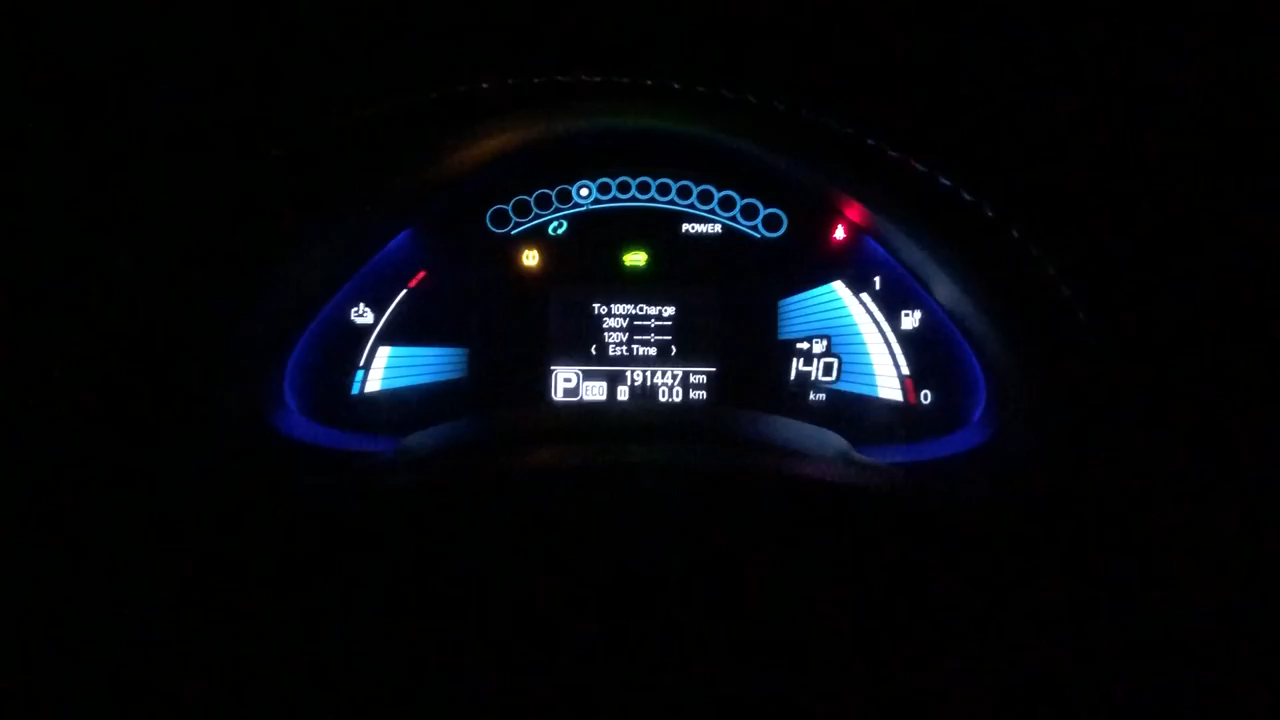 POWER
1
To 100%Charge
240V --:--
120V --:--
< Est. Time >
140
km
0
P ECO
191447 km
0.0 km